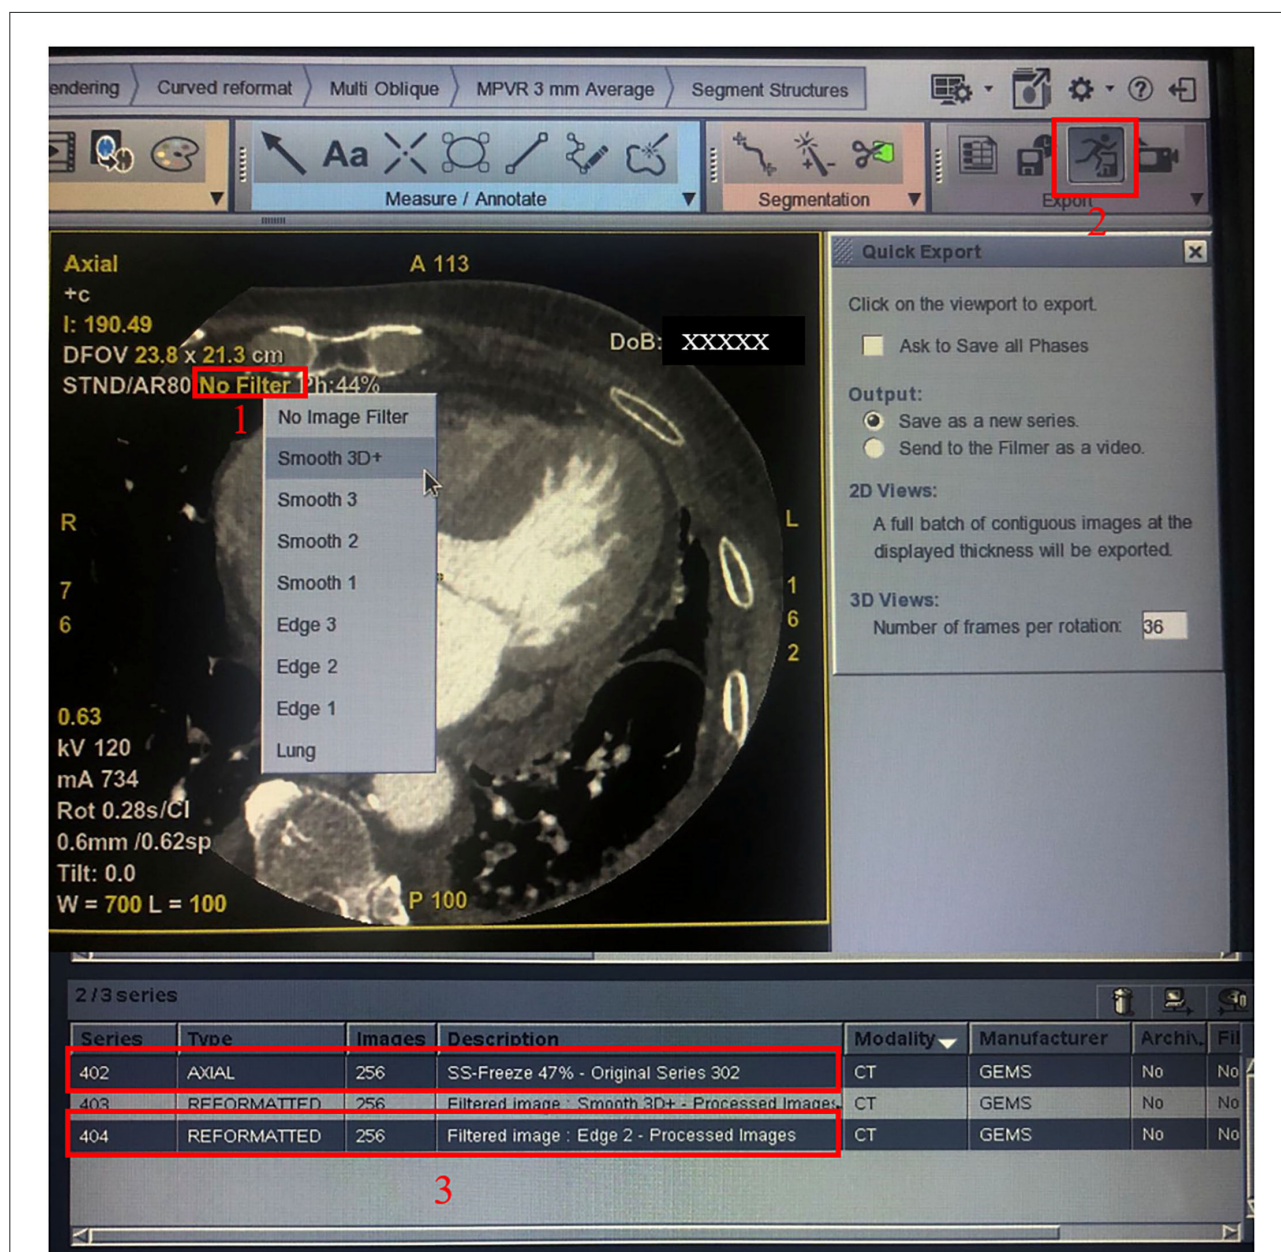 endering Curved reformat Multi Oblique MPVR 3 mm Average Segment Structures
Aa
Measure / Annotate Segmentation Export
2
Axial
+c
I: 190.49
DFOV 23.8 x 21.3 cm
STND/AR80 No Filter Ph:44%
1
A 113
DoB: XXXXX
No Image Filter
Smooth 3D+
Smooth 3
Smooth 2
Smooth 1
Edge 3
Edge 2
Edge 1
Lung
R
7
6
L
1
6
2
0.63
kV 120
mA 734
Rot 0.28s/CI
0.6mm /0.62sp
Tilt: 0.0
W = 700 L = 100
P 100
Quick Export
Click on the viewport to export.
Ask to Save all Phases
Output:
Save as a new series.
Send to the Filmer as a video.
2D Views:
A full batch of contiguous images at the
displayed thickness will be exported.
3D Views:
Number of frames per rotation: 36
2 / 3 series
Series Type Images Description Modality Manufacturer Archiv. Fil
402 AXIAL 256 SS-Freeze 47% - Original Series 302 CT GEMS No No
403 REFORMATTED 256 Filtered image : Smooth 3D+ - Processed Images CT GEMS No No
404 REFORMATTED 256 Filtered image : Edge 2 - Processed Images CT GEMS No No
3